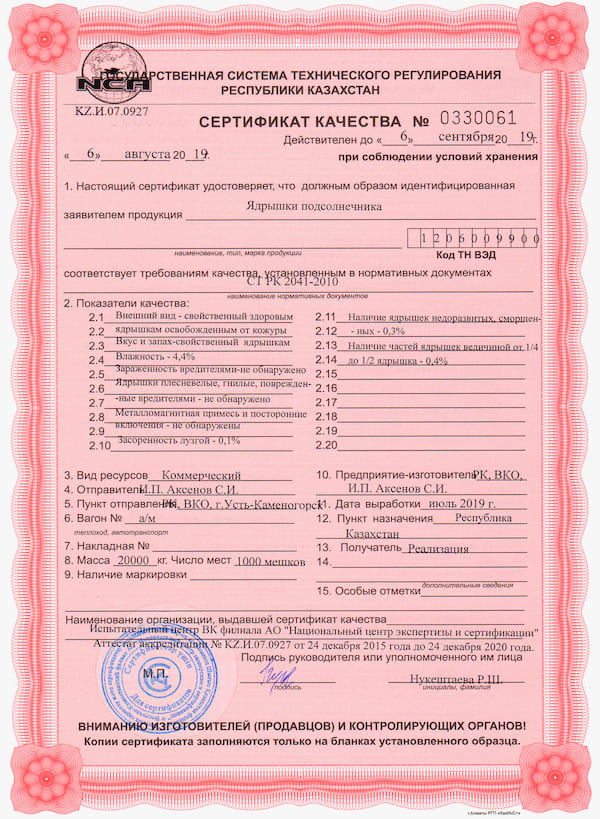 NCA
ГОСУДАРСТВЕННАЯ СИСТЕМА ТЕХНИЧЕСКОГО РЕГУЛИРОВАНИЯ
РЕСПУБЛИКИ КАЗАХСТАН
KZ.И.07.0927
СЕРТИФИКАТ КАЧЕСТВА № 0330061
Действителен до « 6 » сентября 20 19г.
« 6 » августа 20 19г.
при соблюдении условий хранения
1. Настоящий сертификат удостоверяет, что должным образом идентифицированная
заявителем продукция Ядрышки подсолнечника
1206009900
наименование, тип, марка продукции
Код ТН ВЭД
соответствует требованиям качества, установленным в нормативных документах
СТ РК 2041-2010
наименование нормативных документов
2. Показатели качества:
2.1 Внешний вид - свойственный здоровым
2.2 ядрышкам освобожденным от кожуры
2.3 Вкус и запах-свойственный ядрышкам
2.4 Влажность - 4,4%
2.5 Зараженность вредителями-не обнаружено
2.6 Ядрышки плесневелые, гнилые, поврежден-
2.7 -ные вредителями - не обнаружено
2.8 Металломагнитная примесь и посторонние
2.9 включения - не обнаружены
2.10 Засоренность лузгой - 0,1%
2.11 Наличие ядрышек недоразвитых, сморщен-
2.12 - ных - 0,3%
2.13 Наличие частей ядрышек величиной от 1/4
2.14 до 1/2 ядрышка - 0,4%
2.15
2.16
2.17
2.18
2.19
2.20
3. Вид ресурсов Коммерческий
4. Отправитель И.П. Аксенов С.И.
5. Пункт отправления РК, ВКО, г.Усть-Каменогорск
6. Вагон № а/м
теплоход, автотранспорт
7. Накладная №
8. Масса 20000 кг. Число мест 1000 мешков
9. Наличие маркировки
10. Предприятие-изготовитель РК, ВКО,
И.П. Аксенов С.И.
11. Дата выработки июль 2019 г.
12. Пункт назначения Республика
Казахстан
13. Получатель Реализация
14.
дополнительные сведения
15. Особые отметки
Наименование организации, выдавшей сертификат качества
Испытательный центр ВК филиала АО "Национальный центр экспертизы и сертификации"
Аттестат аккредитации № KZ.И.07.0927 от 24 декабря 2015 года до 24 декабря 2020 года.
Подпись руководителя или уполномоченного им лица
М.П.
Для сертификатов
Нукештаева Р.Ш.
подпись
инициалы, фамилия
ВНИМАНИЮ ИЗГОТОВИТЕЛЕЙ (ПРОДАВЦОВ) И КОНТРОЛИРУЮЩИХ ОРГАНОВ!
Копии сертификата заполняются только на бланках установленного образца.